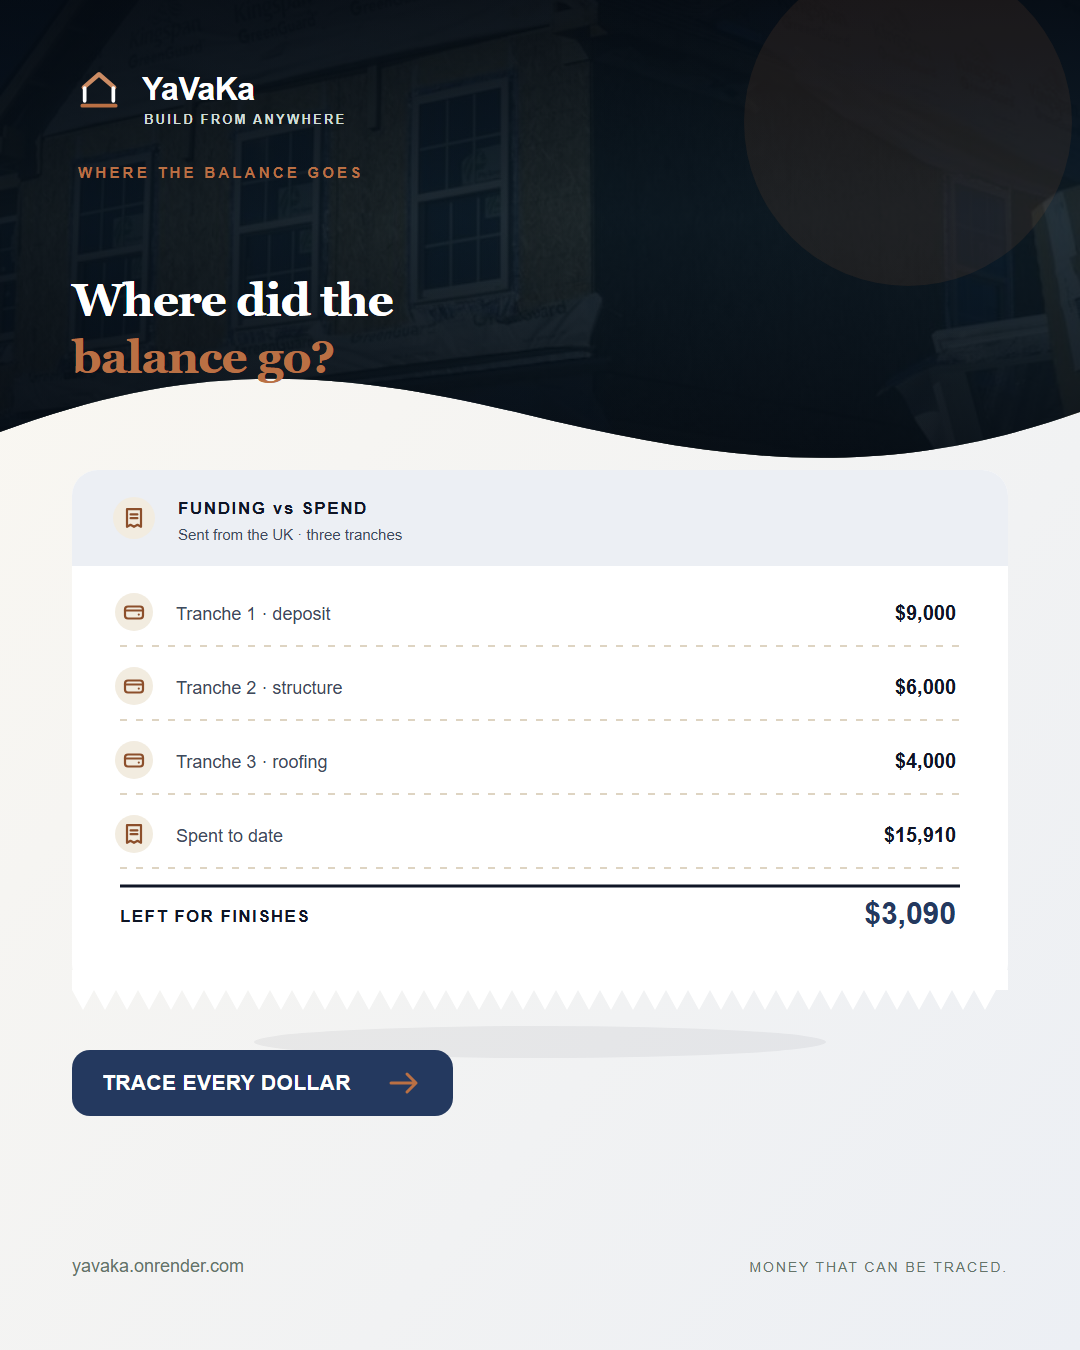 YaVaKa
BUILD FROM ANYWHERE
WHERE THE BALANCE GOES
Where did the
balance go?
FUNDING vs SPEND
Sent from the UK · three tranches
Tranche 1 · deposit $9,000
Tranche 2 · structure $6,000
Tranche 3 · roofing $4,000
Spent to date $15,910
LEFT FOR FINISHES $3,090
TRACE EVERY DOLLAR
yavaka.onrender.com
MONEY THAT CAN BE TRACED.